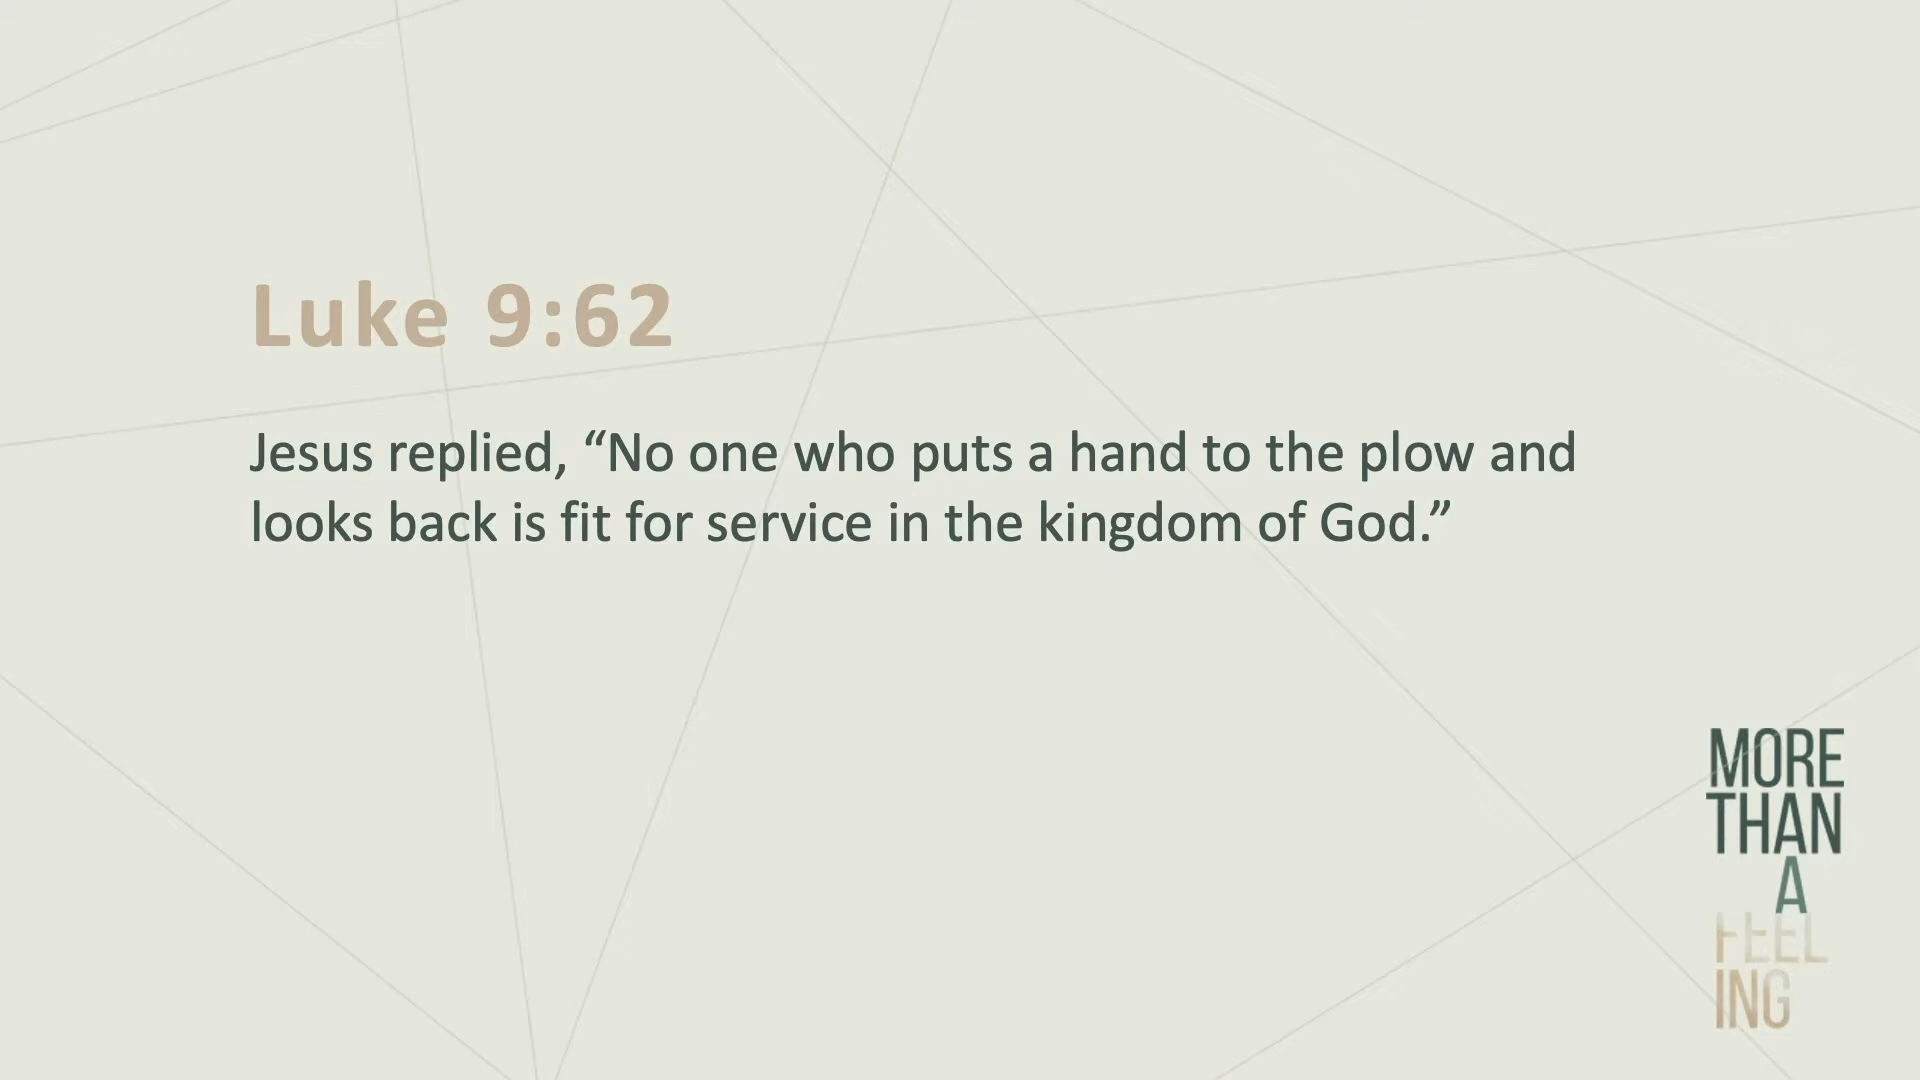 Luke 9:62
Jesus replied, “No one who puts a hand to the plow and
looks back is fit for service in the kingdom of God.”
MORE
THAN
A
FEEL
ING